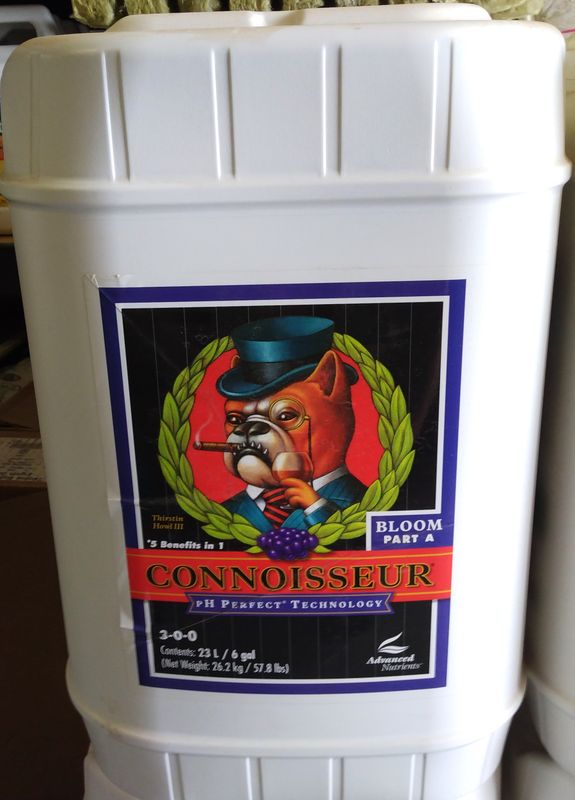 Thirstin
Howl III
BLOOM
PART A
*5 Benefits in 1
CONNOISSEUR®
pH PERFECT® TECHNOLOGY
3-0-0
Contents: 23 L / 6 gal
(Net Weight: 26.2 kg / 57.8 lbs)
Advanced
Nutrients